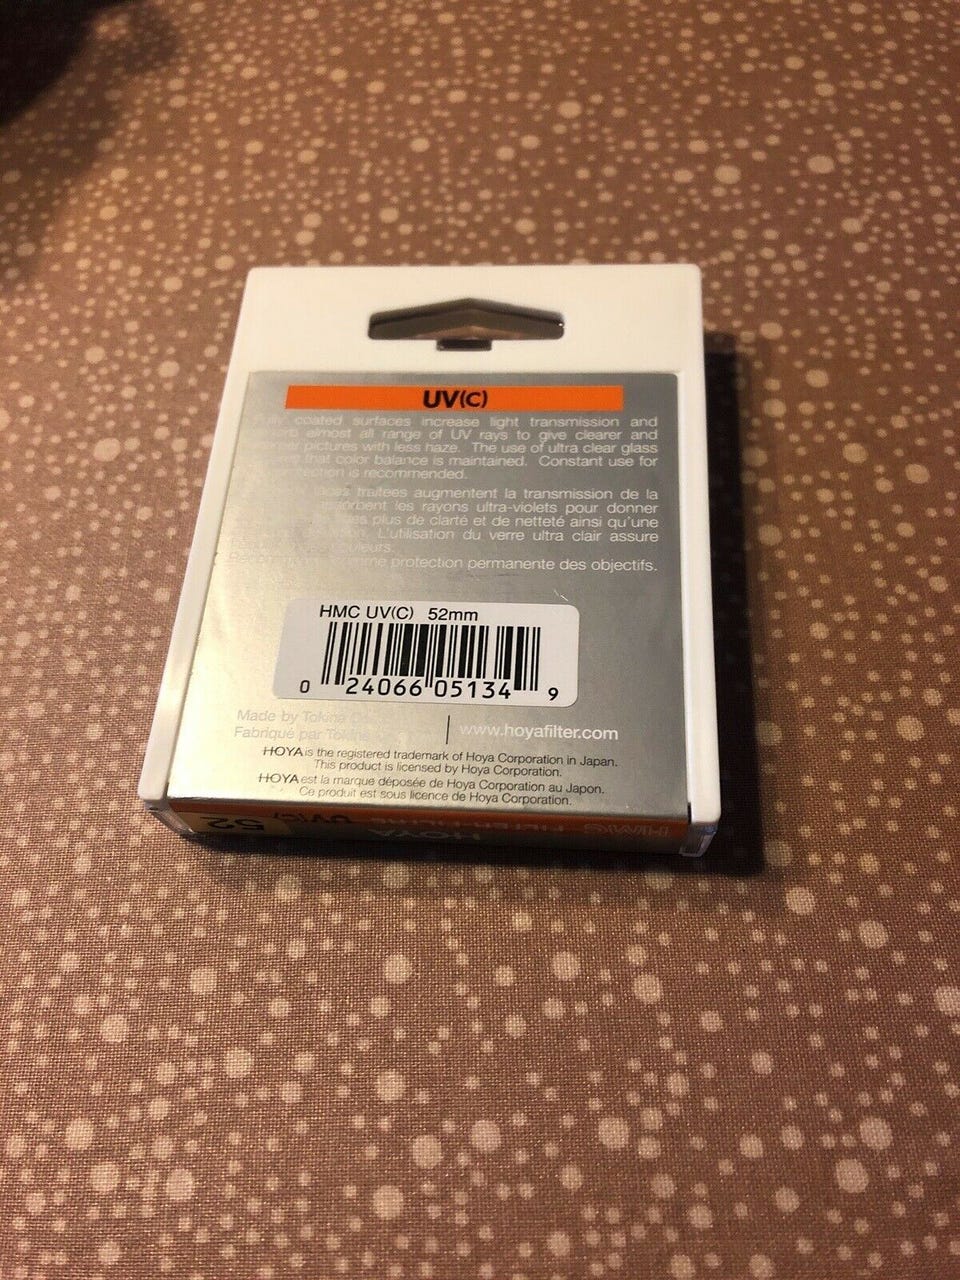 UV(C)
coated surfaces increase light transmission and
almost all range of UV rays to give clearer and
pictures with less haze. The use of ultra clear glass
that color balance is maintained. Constant use for
is recommended.
traitées augmentent la transmission de la
les rayons ultra-violets pour donner
plus de clarté et de netteté ainsi qu'une
L'utilisation du verre ultra clair assure
couleurs.
comme protection permanente des objectifs.
HMC UV(C) 52mm
0 24066 05134 9
Made by Tokina
Fabriqué par Tokina
www.hoyafilter.com
HOYA is the registered trademark of Hoya Corporation in Japan.
This product is licensed by Hoya Corporation.
HOYA est la marque déposée de Hoya Corporation au Japon.
Ce produit est sous licence de Hoya Corporation.
52 UV(C) HOYA HMC